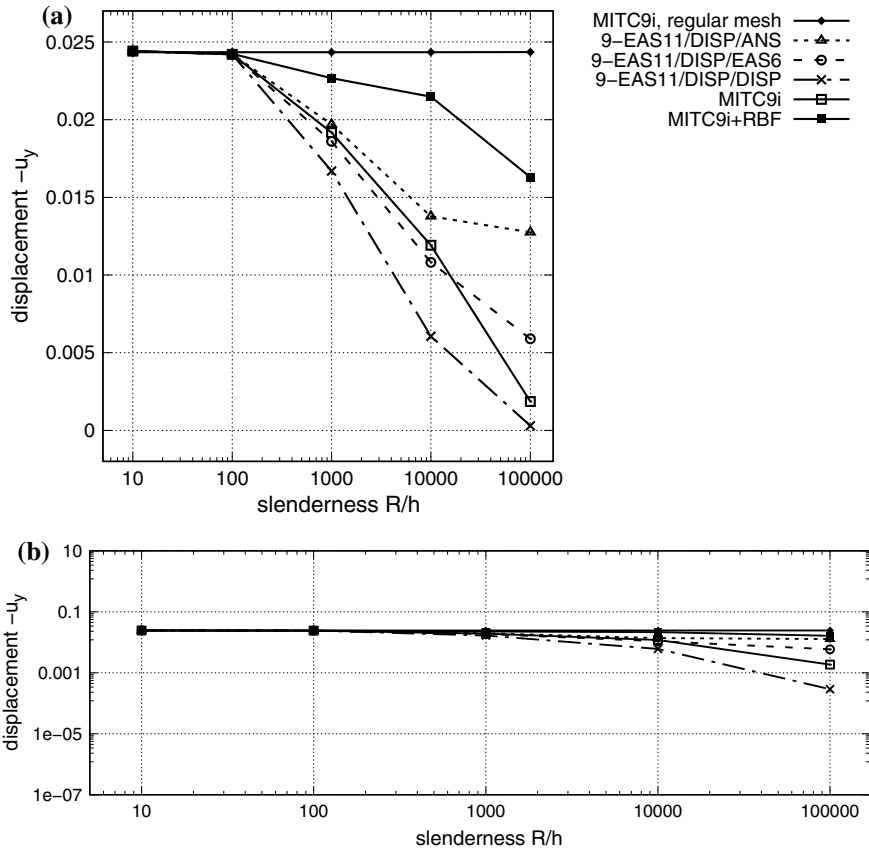 (a)
0.025
0.02
0.015
0.01
0.005
0
displacement −uy
10 100 1000 10000 100000
slenderness R/h
MITC9i, regular mesh
9-EAS11/DISP/ANS
9-EAS11/DISP/EAS6
9-EAS11/DISP/DISP
MITC9i
MITC9i+RBF
(b)
10
0.1
0.001
1e-05
1e-07
displacement −uy
10 100 1000 10000 100000
slenderness R/h